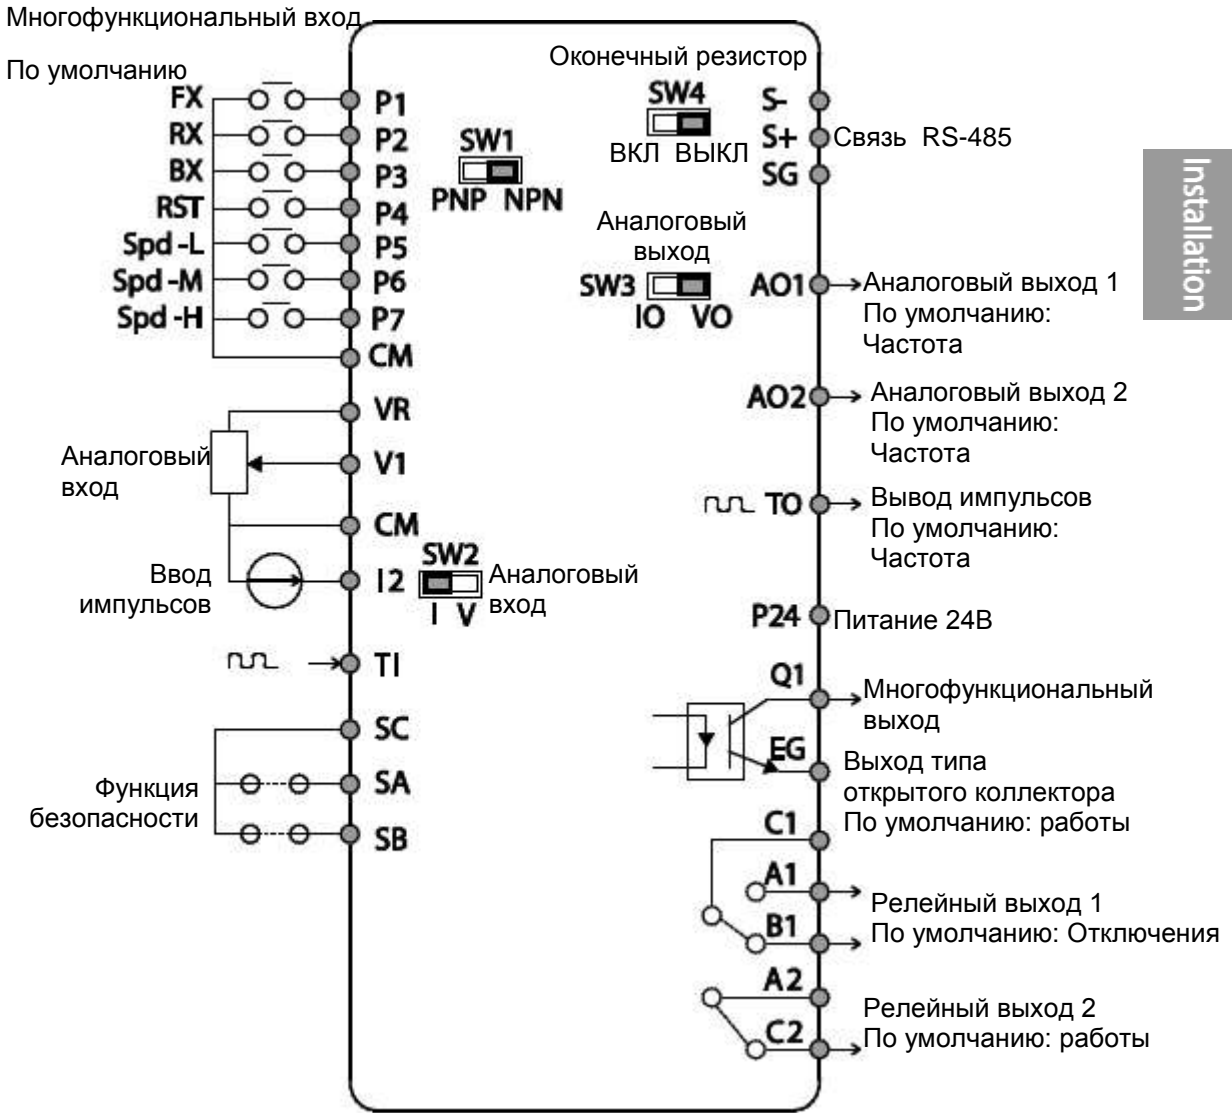 Многофункциональный вход
По умолчанию
FX
RX
BX
RST
Spd -L
Spd -M
Spd -H
P1
P2
P3
P4
P5
P6
P7
CM
SW1
PNP NPN
Оконечный резистор
SW4
ВКЛ ВЫКЛ
S-
S+
SG
Связь RS-485
Аналоговый
выход
SW3
IO VO
AO1
Аналоговый выход 1
По умолчанию:
Частота
AO2
Аналоговый выход 2
По умолчанию:
Частота
TO
Вывод импульсов
По умолчанию:
Частота
VR
V1
CM
Аналоговый
вход
Ввод
импульсов
I2
SW2
I V
Аналоговый
вход
TI
P24
Питание 24В
Q1
Многофункциональный
выход
EG
Выход типа
открытого коллектора
По умолчанию: работы
SC
SA
SB
Функция
безопасности
C1
A1
B1
Релейный выход 1
По умолчанию: Отключения
A2
C2
Релейный выход 2
По умолчанию: работы
Installation